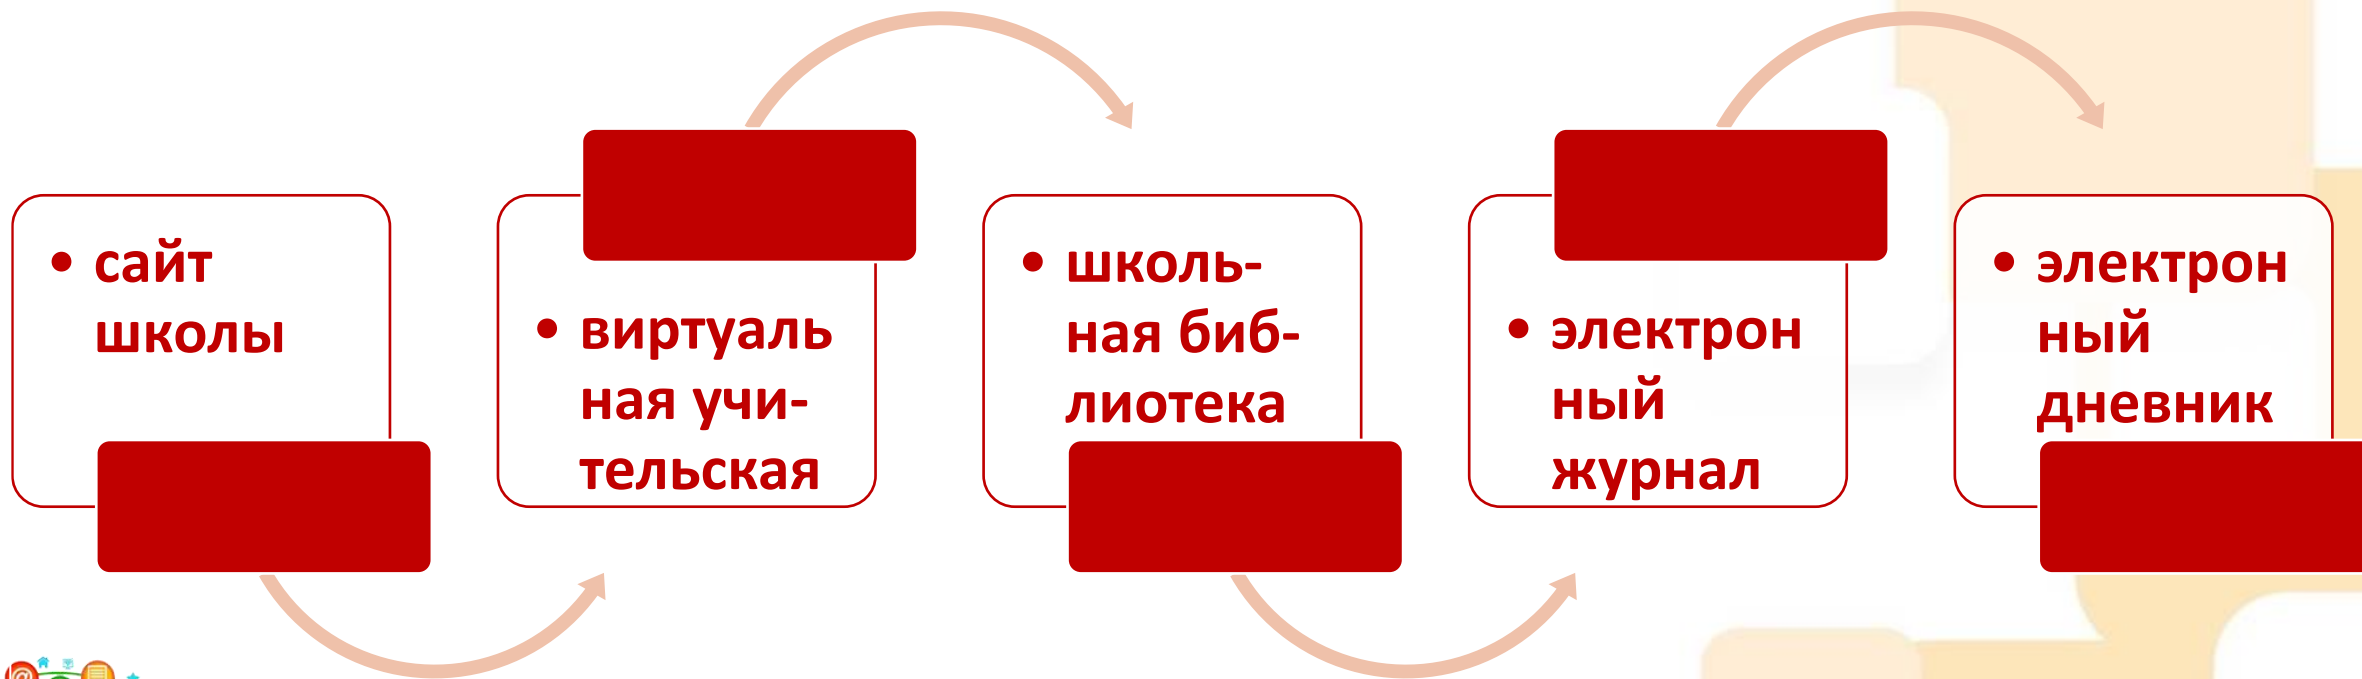 • сайт
школы
• виртуаль
ная учи-
тельская
• школь-
ная биб-
лиотека
• электрон
ный
журнал
• электрон
ный
дневник